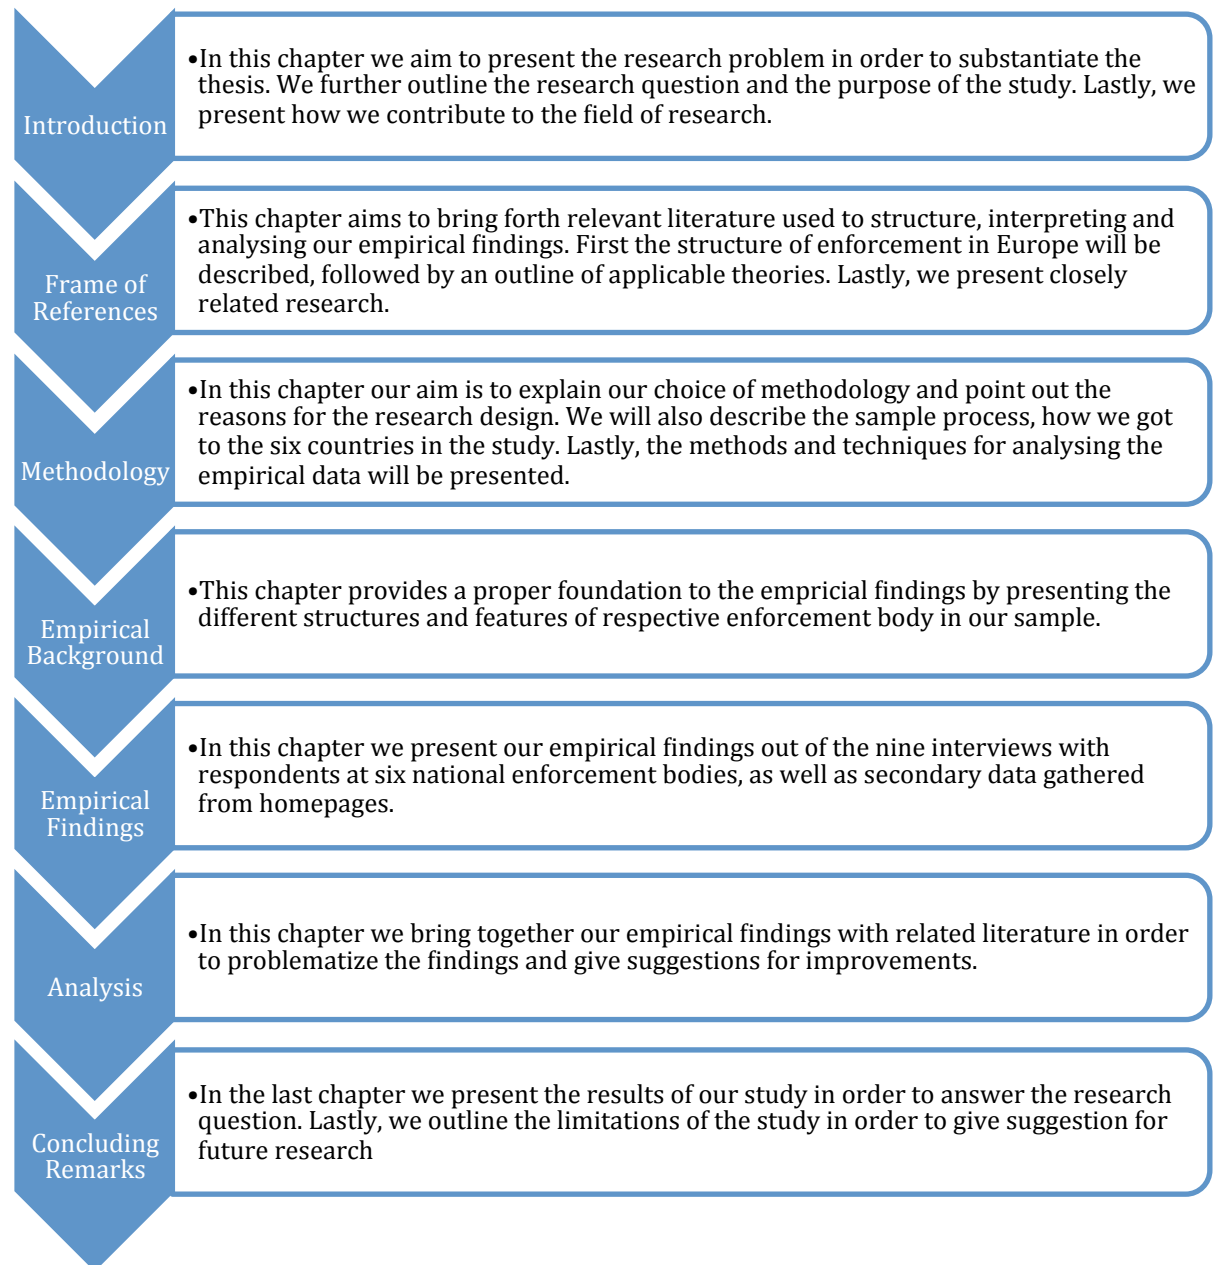 Introduction
•In this chapter we aim to present the research problem in order to substantiate the
thesis. We further outline the research question and the purpose of the study. Lastly, we
present how we contribute to the field of research.
Frame of
References
•This chapter aims to bring forth relevant literature used to structure, interpreting and
analysing our empirical findings. First the structure of enforcement in Europe will be
described, followed by an outline of applicable theories. Lastly, we present closely
related research.
Methodology
•In this chapter our aim is to explain our choice of methodology and point out the
reasons for the research design. We will also describe the sample process, how we got
to the six countries in the study. Lastly, the methods and techniques for analysing the
empirical data will be presented.
Empirical
Background
•This chapter provides a proper foundation to the empricial findings by presenting the
different structures and features of respective enforcement body in our sample.
Empirical
Findings
•In this chapter we present our empirical findings out of the nine interviews with
respondents at six national enforcement bodies, as well as secondary data gathered
from homepages.
Analysis
•In this chapter we bring together our empirical findings with related literature in order
to problematize the findings and give suggestions for improvements.
Concluding
Remarks
•In the last chapter we present the results of our study in order to answer the research
question. Lastly, we outline the limitations of the study in order to give suggestion for
future research